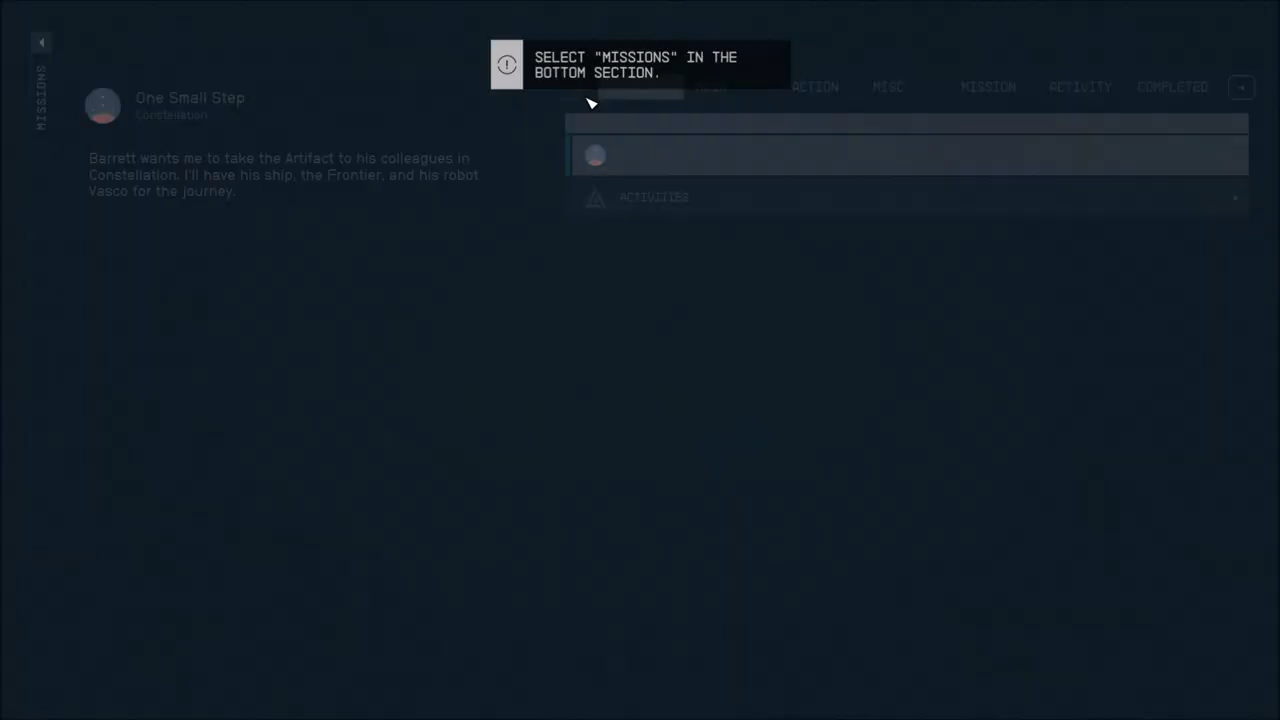 SELECT "MISSIONS" IN THE
BOTTOM SECTION.
MISSIONS
One Small Step
Constellation
Barrett wants me to take the Artifact to his colleagues in
Constellation. I'll have his ship, the Frontier, and his robot
Vasco for the journey.
MAIN ACTION MISC MISSION ACTIVITY COMPLETED
ACTIVITIES